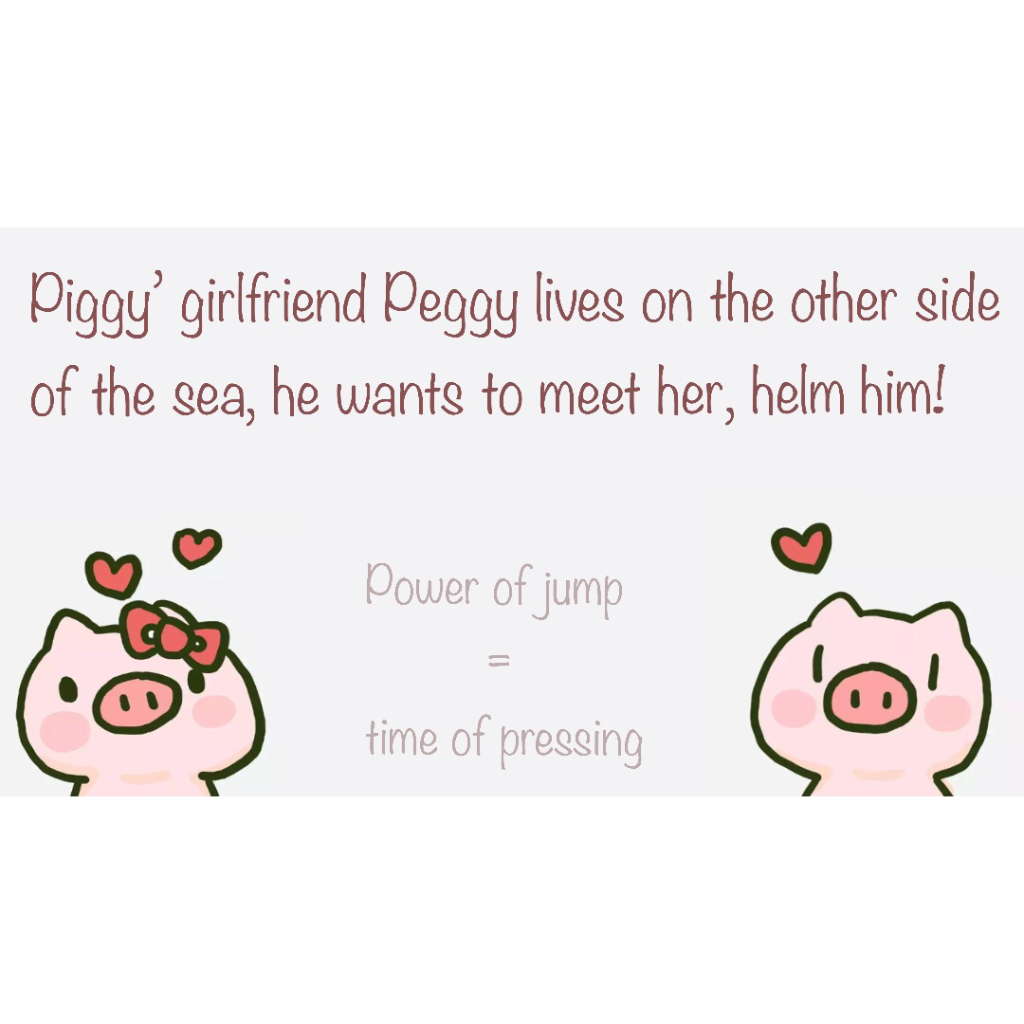 Piggy’ girlfriend Peggy lives on the other side
of the sea, he wants to meet her, helm him!
Power of jump
=
time of pressing